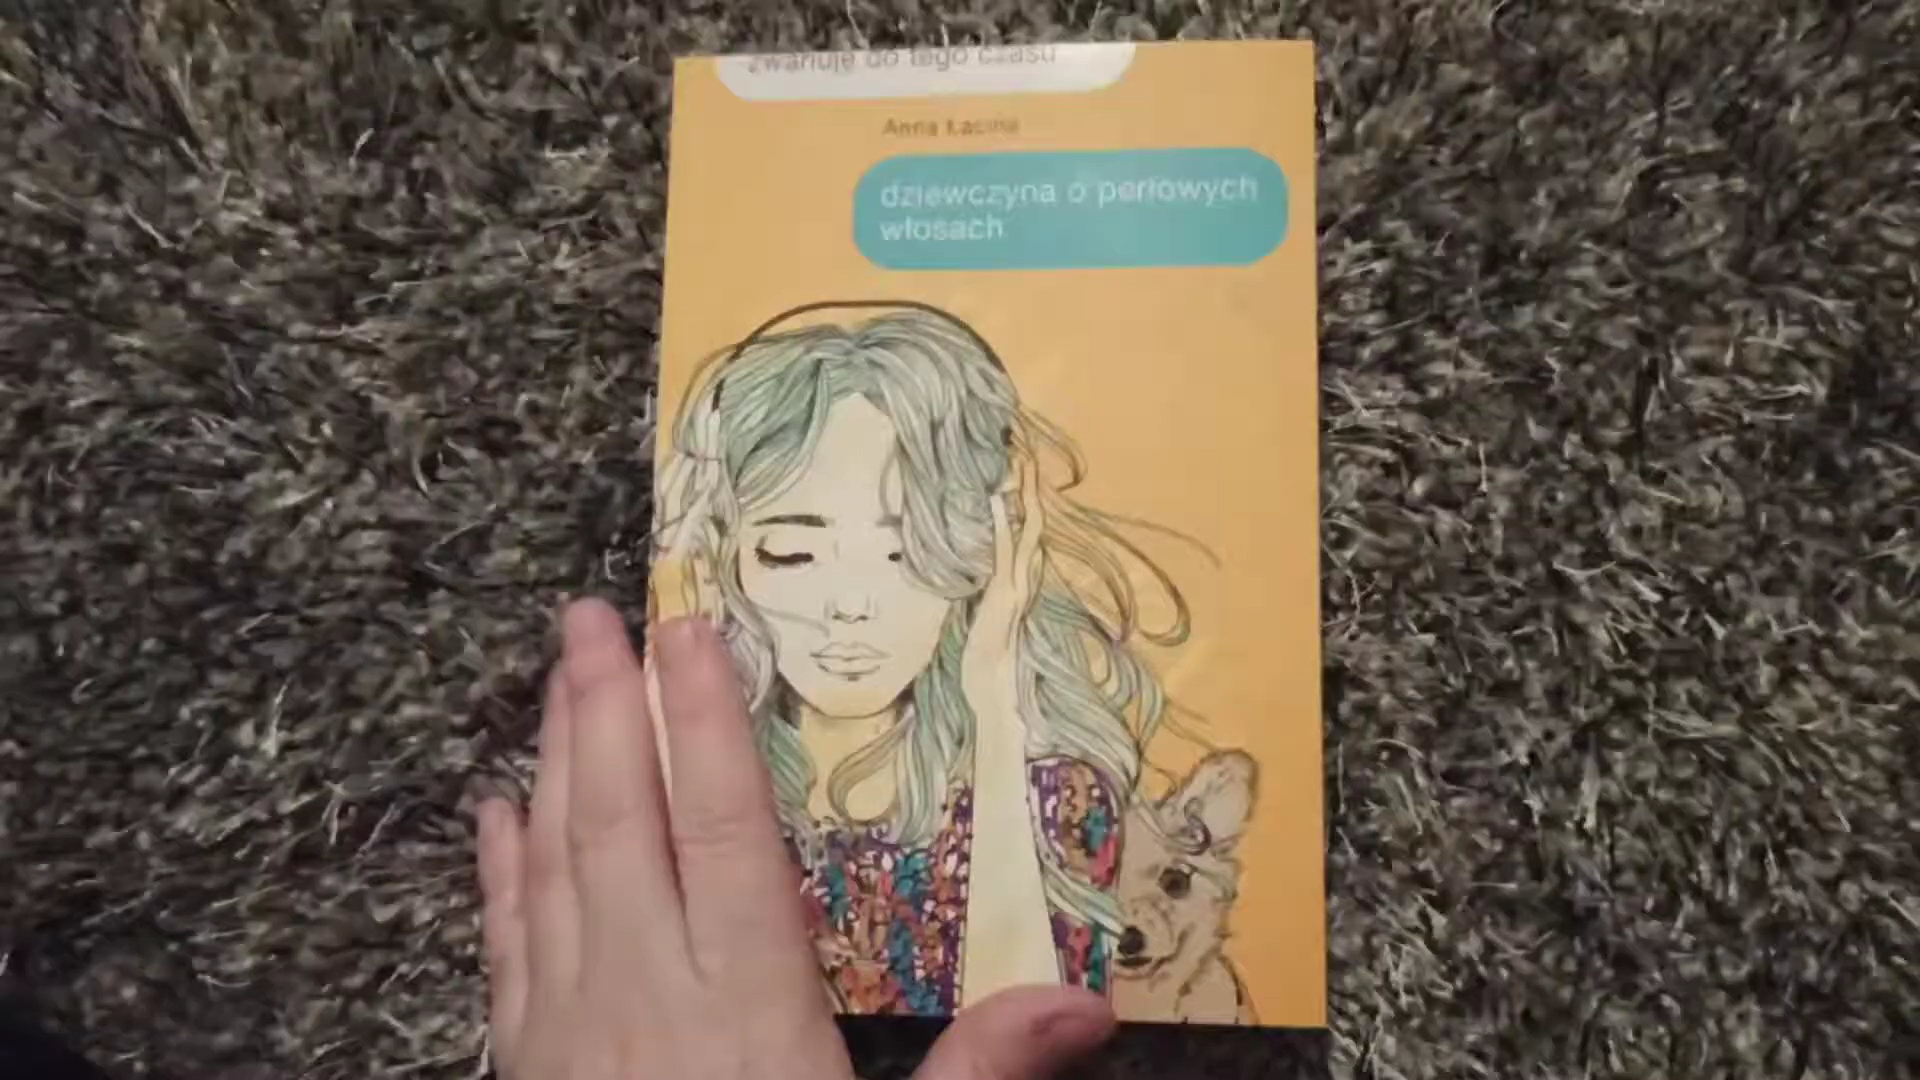 zwariuję do tego czasu
Anna Łacina
dziewczyna o perłowych
włosach